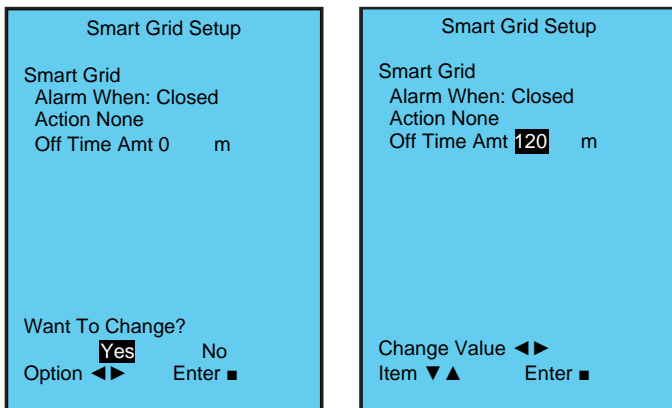 Smart Grid Setup
Smart Grid
Alarm When: Closed
Action None
Off Time Amt 0 m
Want To Change?
Yes No
Option ◄► Enter ■
Smart Grid Setup
Smart Grid
Alarm When: Closed
Action None
Off Time Amt 120 m
Change Value ◄►
Item ▼▲ Enter ■